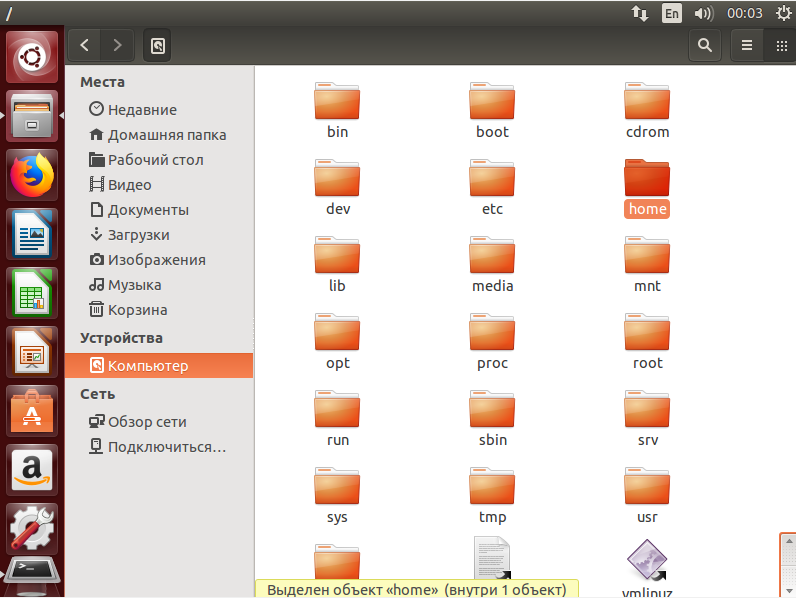 /
En
00:03
Места
Недавние
Домашняя папка
Рабочий стол
Видео
Документы
Загрузки
Изображения
Музыка
Корзина
Устройства
Компьютер
Сеть
Обзор сети
Подключиться…
bin boot cdrom
dev etc home
lib media mnt
opt proc root
run sbin srv
sys tmp usr
vmlinuz
Выделен объект «home» (внутри 1 объект)